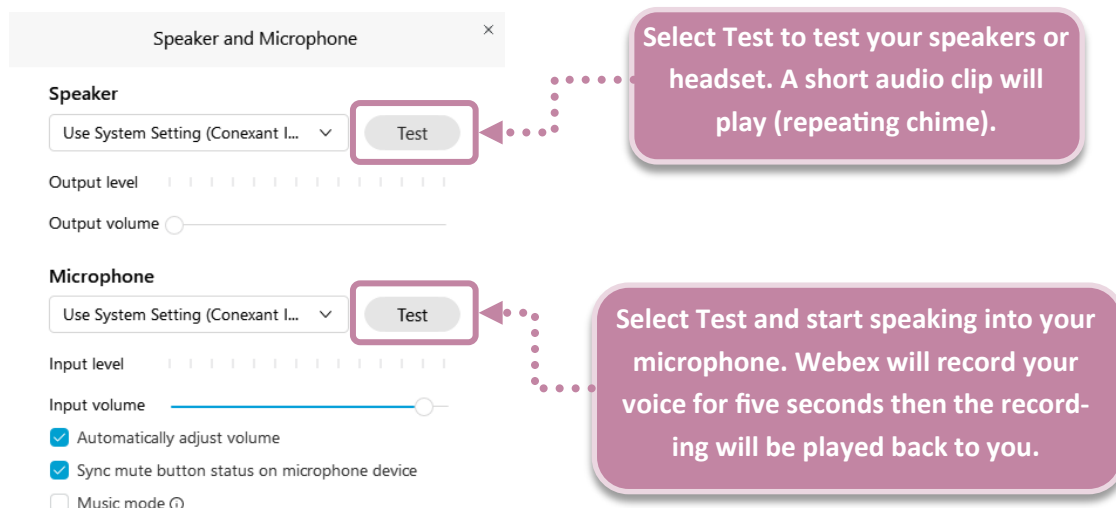 Speaker and Microphone
Speaker
Use System Setting (Conexant I...
Test
Output level
Output volume
Select Test to test your speakers or
headset. A short audio clip will
play (repeating chime).
Microphone
Use System Setting (Conexant I...
Test
Input level
Input volume
Automatically adjust volume
Sync mute button status on microphone device
Music mode
Select Test and start speaking into your
microphone. Webex will record your
voice for five seconds then the record-
ing will be played back to you.